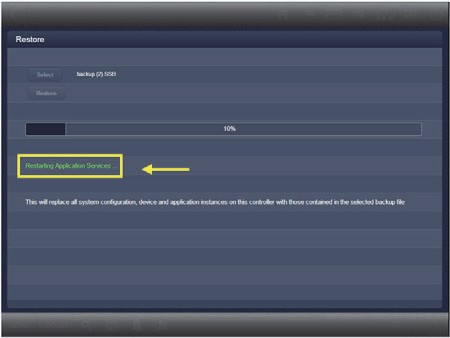 Restore
Select backup (2) SSB
Restore
10%
Restarting Application Services ...
This will replace all system configuration, device and application instances on this controller with those contained in the selected backup file